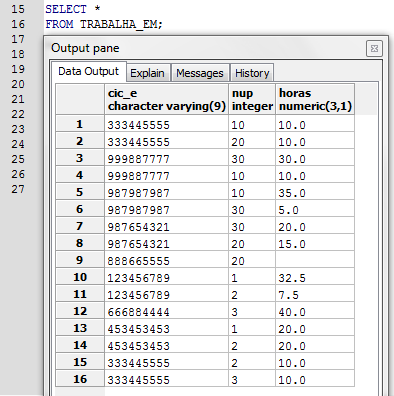 15 SELECT *
16 FROM TRABALHA_EM;
17
18
19
20
21
22
23
24
25
26
27
Output pane
Data Output Explain Messages History
cic_e character varying(9) nup integer horas numeric(3,1)
1 333445555 10 10.0
2 333445555 20 10.0
3 999887777 30 30.0
4 999887777 10 10.0
5 987987987 10 35.0
6 987987987 30 5.0
7 987654321 30 20.0
8 987654321 20 15.0
9 888665555 20
10 123456789 1 32.5
11 123456789 2 7.5
12 666884444 3 40.0
13 453453453 1 20.0
14 453453453 2 20.0
15 333445555 2 10.0
16 333445555 3 10.0